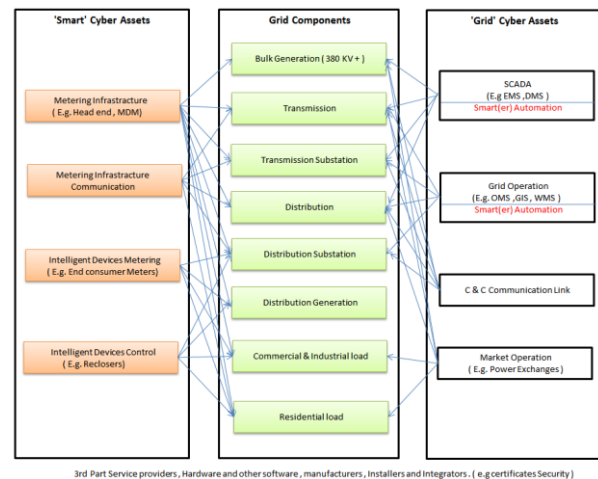 'Smart' Cyber Assets
Metering Infrastructure
( E.g. Head end , MDM)
Metering Infrastructure
Communication
Intelligent Devices Metering
( E.g. End consumer Meters)
Intelligent Devices Control
( E.g. Reclosers)
Grid Components
Bulk Generation ( 380 KV + )
Transmission
Transmission Substation
Distribution
Distribution Substation
Distribution Generation
Commercial & Industrial load
Residential load
'Grid' Cyber Assets
SCADA
(E.g EMS ,DMS )
Smart(er) Automation
Grid Operation
(E.g. OMS ,GIS , WMS )
Smart(er) Automation
C & C Communication Link
Market Operation
( E.g. Power Exchanges )
3rd Part Service providers , Hardware and other software , manufacturers , Installers and Integrators . ( e.g certificates Security )